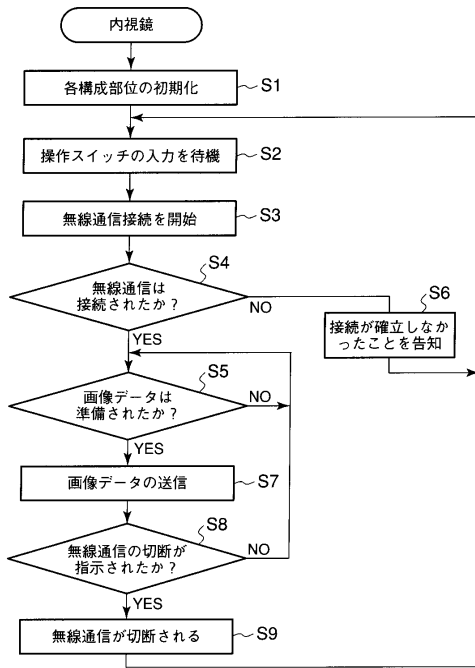 内視鏡
各構成部位の初期化
S1
操作スイッチの入力を待機
S2
無線通信接続を開始
S3
S4
無線通信は
接続されたか？
NO
YES
S6
接続が確立しなか
ったことを告知
S5
画像データは
準備されたか？
NO
YES
画像データの送信
S7
S8
無線通信の切断が
指示されたか？
NO
YES
無線通信が切断される
S9